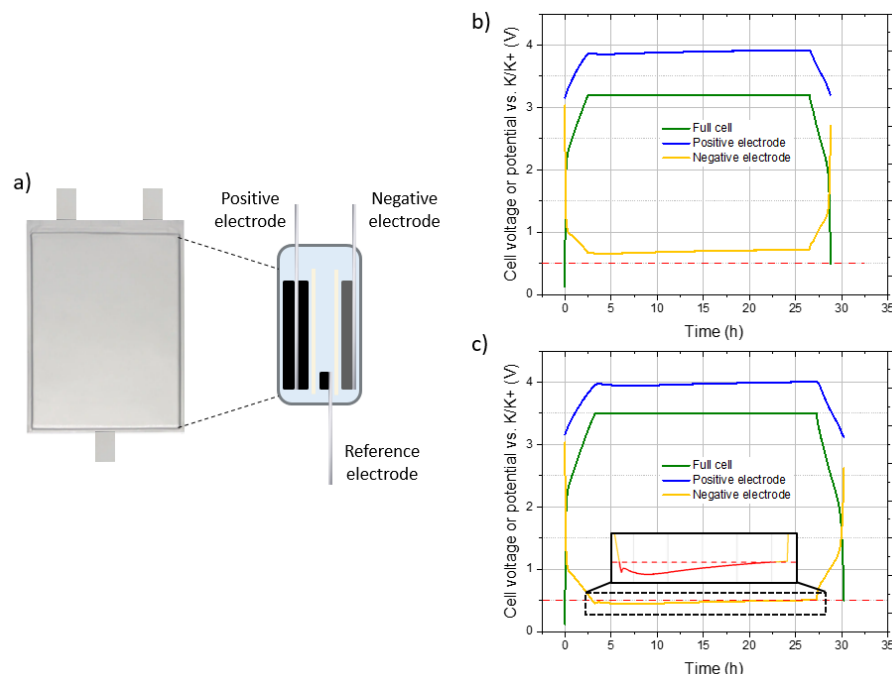 a)
Positive
electrode
Negative
electrode
Reference
electrode
b)
Cell voltage or potential vs. K/K+ (V)
4
3
2
1
0
Full cell
Positive electrode
Negative electrode
0 5 10 15 20 25 30 35
Time (h)
c)
Cell voltage or potential vs. K/K+ (V)
4
3
2
1
0
Full cell
Positive electrode
Negative electrode
0 5 10 15 20 25 30 35
Time (h)